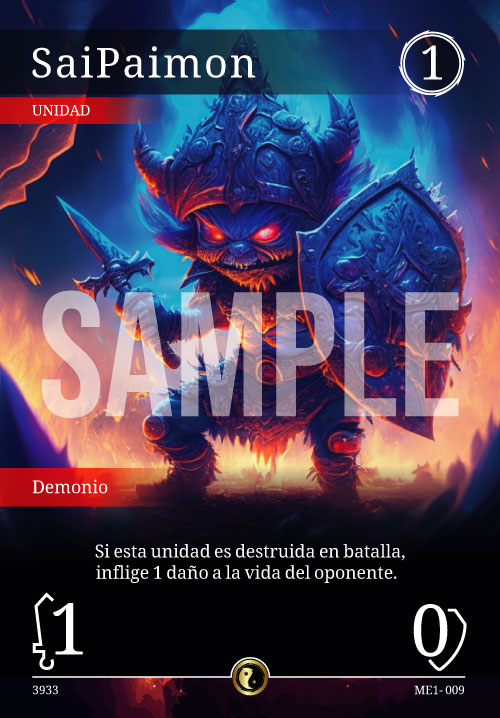 SaiPaimon
1
UNIDAD
SAMPLE
Demonio
Si esta unidad es destruida en batalla,
inflige 1 daño a la vida del oponente.
1
0
3933
ME1-009